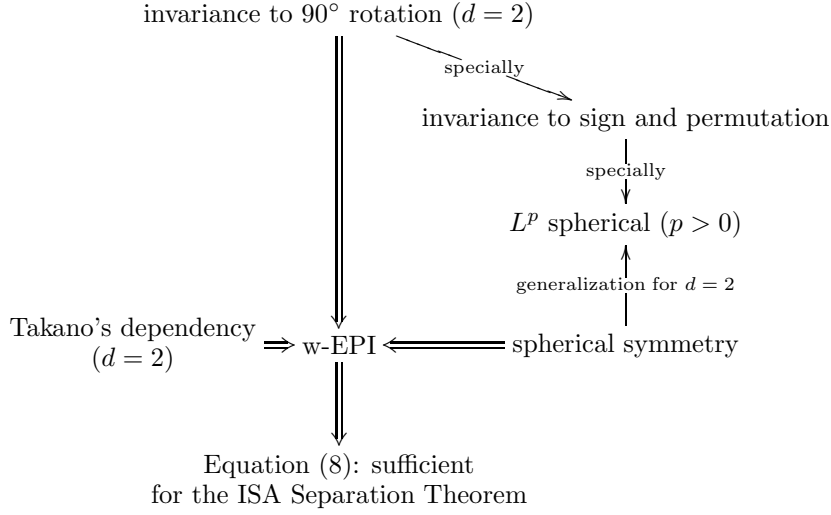 invariance to 90° rotation (d = 2)
specially
invariance to sign and permutation
specially
L^p spherical (p > 0)
generalization for d = 2
Takano's dependency
(d = 2)
w-EPI
spherical symmetry
Equation (8): sufficient
for the ISA Separation Theorem